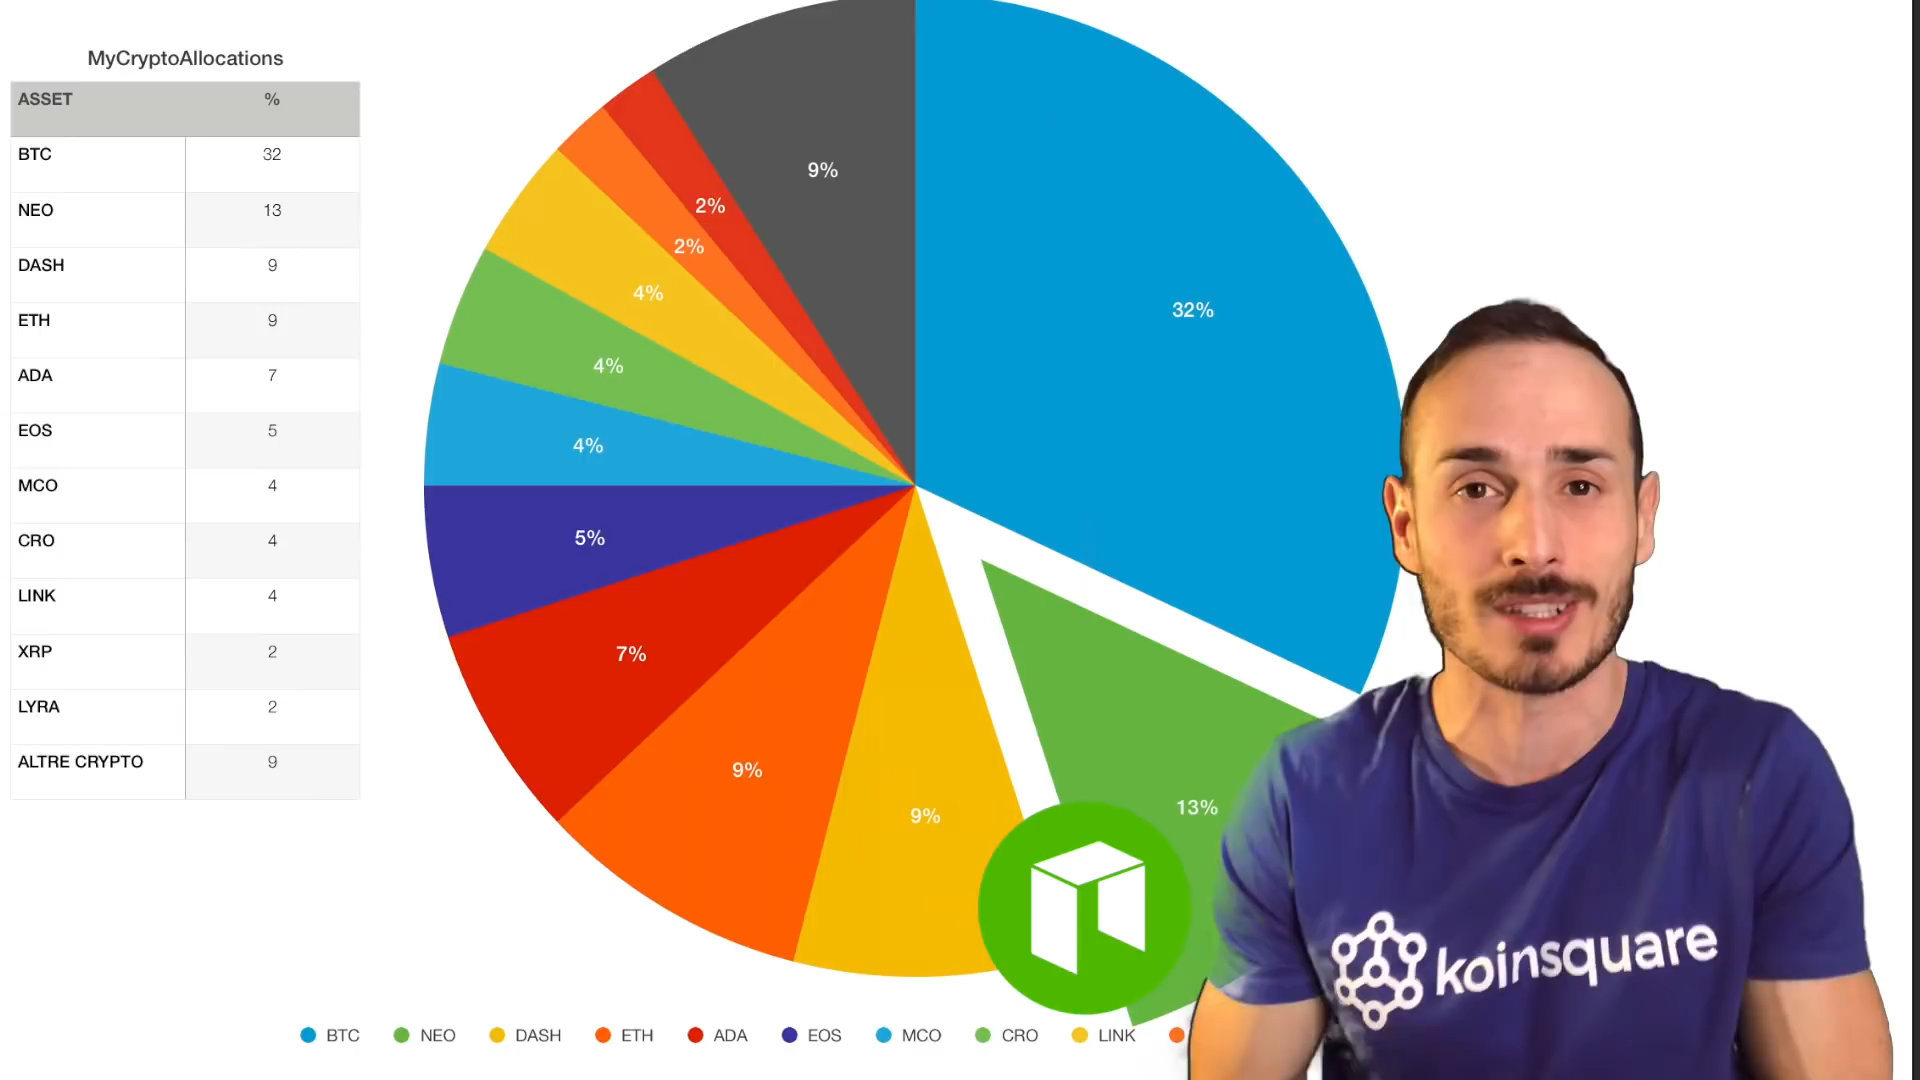 MyCryptoAllocations
ASSET %
BTC 32
NEO 13
DASH 9
ETH 9
ADA 7
EOS 5
MCO 4
CRO 4
LINK 4
XRP 2
LYRA 2
ALTRE CRYPTO 9
9%
2%
2%
32%
4%
4%
4%
5%
7%
9%
9%
13%
koinsquare
BTC NEO DASH ETH ADA EOS MCO CRO LINK